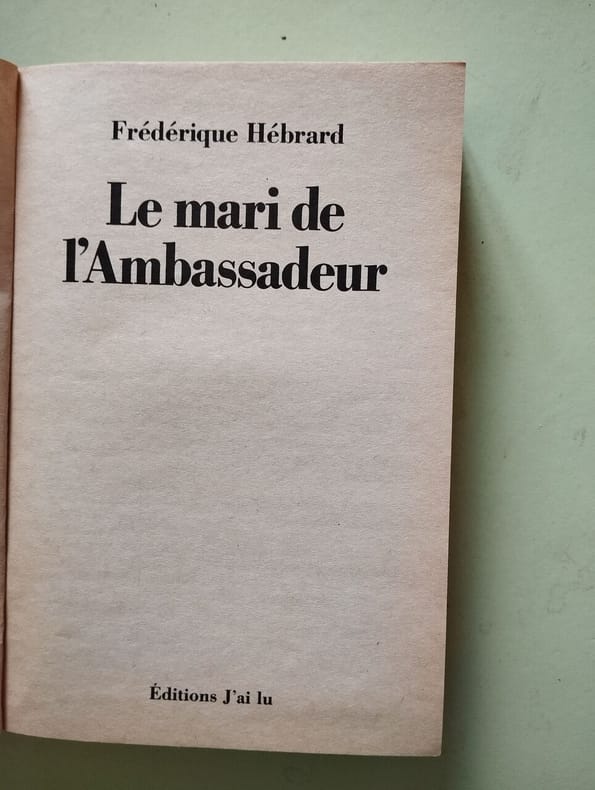 Frédérique Hébrard
Le mari de
l'Ambassadeur
Éditions J'ai lu